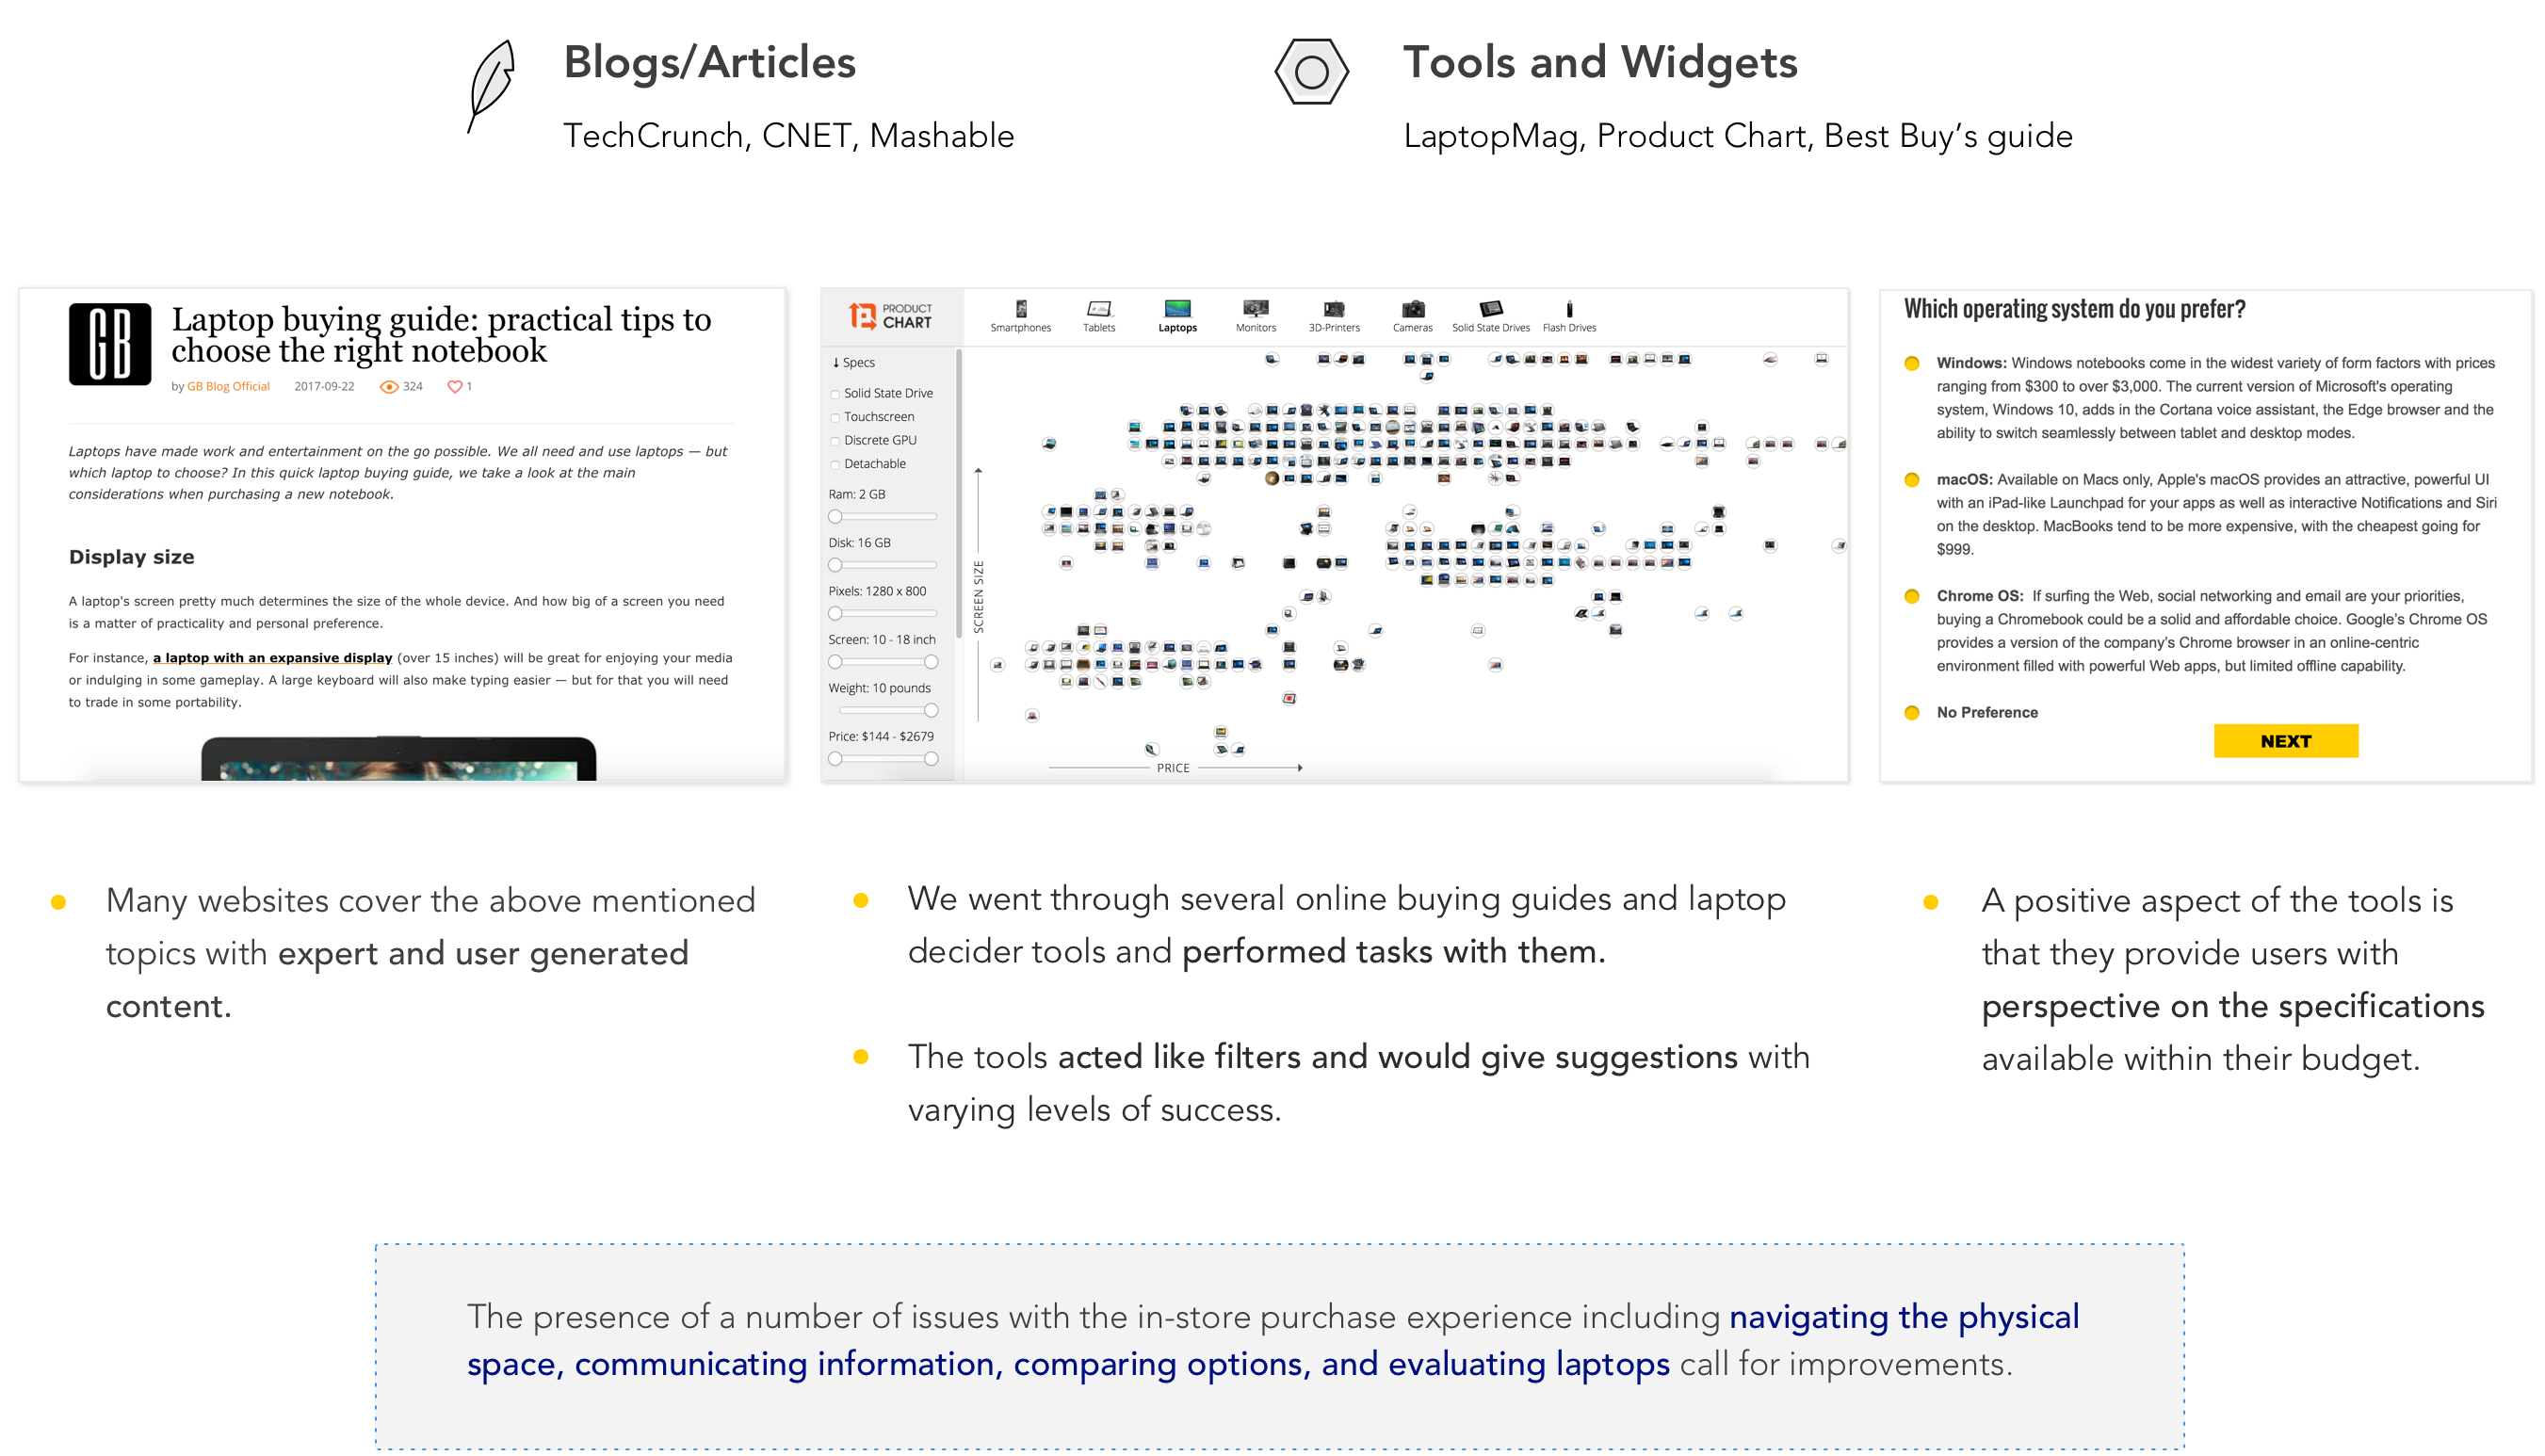 Blogs/Articles
TechCrunch, CNET, Mashable
Tools and Widgets
LaptopMag, Product Chart, Best Buy’s guide
GB
Laptop buying guide: practical tips to
choose the right notebook
by GB Blog Official 2017-09-22 324 1
Laptops have made work and entertainment on the go possible. We all need and use laptops — but
which laptop to choose? In this quick laptop buying guide, we take a look at the main
considerations when purchasing a new notebook.
Display size
A laptop's screen pretty much determines the size of the whole device. And how big of a screen you need
is a matter of practicality and personal preference.
For instance, a laptop with an expansive display (over 15 inches) will be great for enjoying your media
or indulging in some gameplay. A large keyboard will also make typing easier — but for that you will need
to trade in some portability.
PRODUCT
CHART
Smartphones Tablets Laptops Monitors 3D-Printers Cameras Solid State Drives Flash Drives
↓ Specs
Solid State Drive
Touchscreen
Discrete GPU
Detachable
Ram: 2 GB
Disk: 16 GB
Pixels: 1280 x 800
Screen: 10 - 18 inch
Weight: 10 pounds
Price: $144 - $2679
SCREEN SIZE
PRICE
Which operating system do you prefer?
Windows: Windows notebooks come in the widest variety of form factors with prices
ranging from $300 to over $3,000. The current version of Microsoft's operating
system, Windows 10, adds in the Cortana voice assistant, the Edge browser and the
ability to switch seamlessly between tablet and desktop modes.
macOS: Available on Macs only, Apple's macOS provides an attractive, powerful UI
with an iPad-like Launchpad for your apps as well as interactive Notifications and Siri
on the desktop. MacBooks tend to be more expensive, with the cheapest going for
$999.
Chrome OS: If surfing the Web, social networking and email are your priorities,
buying a Chromebook could be a solid and affordable choice. Google’s Chrome OS
provides a version of the company’s Chrome browser in an online-centric
environment filled with powerful Web apps, but limited offline capability.
No Preference
NEXT
Many websites cover the above mentioned
topics with expert and user generated
content.
We went through several online buying guides and laptop
decider tools and performed tasks with them.
The tools acted like filters and would give suggestions with
varying levels of success.
A positive aspect of the tools is
that they provide users with
perspective on the specifications
available within their budget.
The presence of a number of issues with the in-store purchase experience including navigating the physical
space, communicating information, comparing options, and evaluating laptops call for improvements.